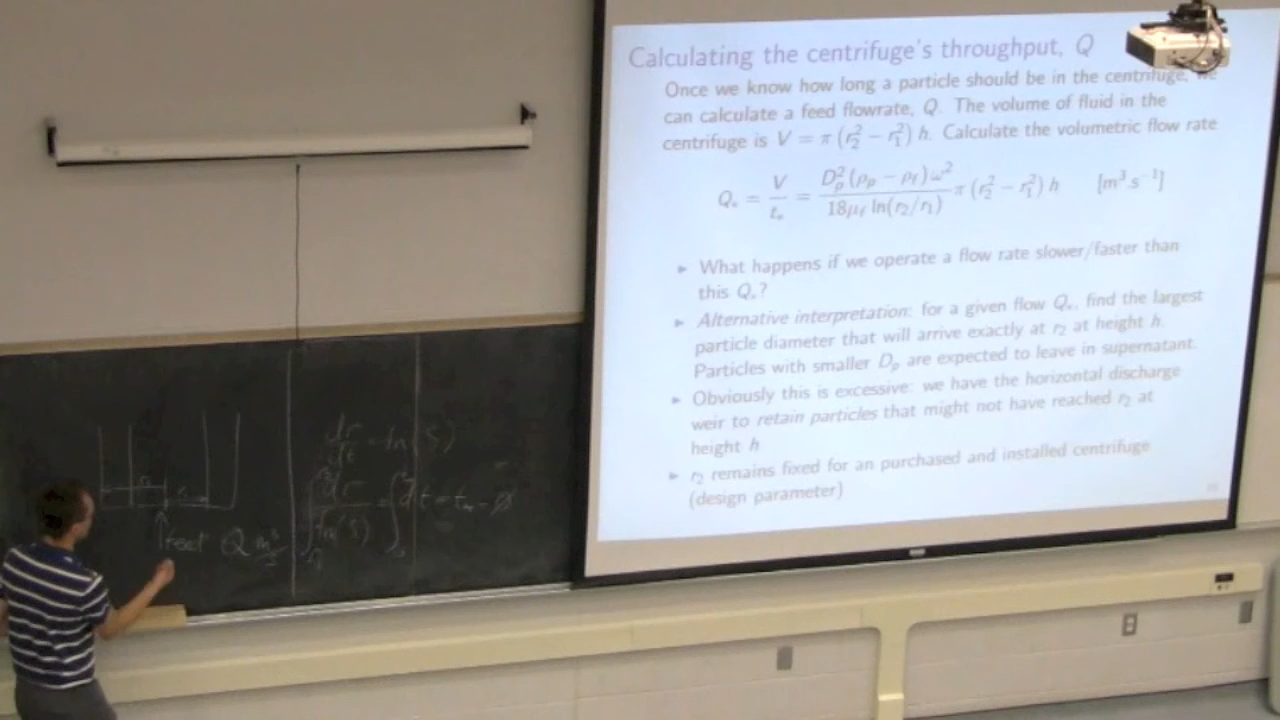 Calculating the centrifuge's throughput, Q
Once we know how long a particle should be in the centrifuge, we
can calculate a feed flowrate, Q. The volume of fluid in the
centrifuge is V = π (r₂² − r₁²) h. Calculate the volumetric flow rate
Q* = V / t* = D_p² (ρ_p − ρ_f) ω² / 18μ_f ln(r₂/r₁) π (r₂² − r₁²) h [m³.s⁻¹]
► What happens if we operate a flow rate slower/faster than
this Q*?
► Alternative interpretation: for a given flow Q*, find the largest
particle diameter that will arrive exactly at r₂ at height h.
Particles with smaller D_p are expected to leave in supernatant.
► Obviously this is excessive: we have the horizontal discharge
weir to retain particles that might not have reached r₂ at
height h
► r₂ remains fixed for an purchased and installed centrifuge
(design parameter)
feed Q m³/s